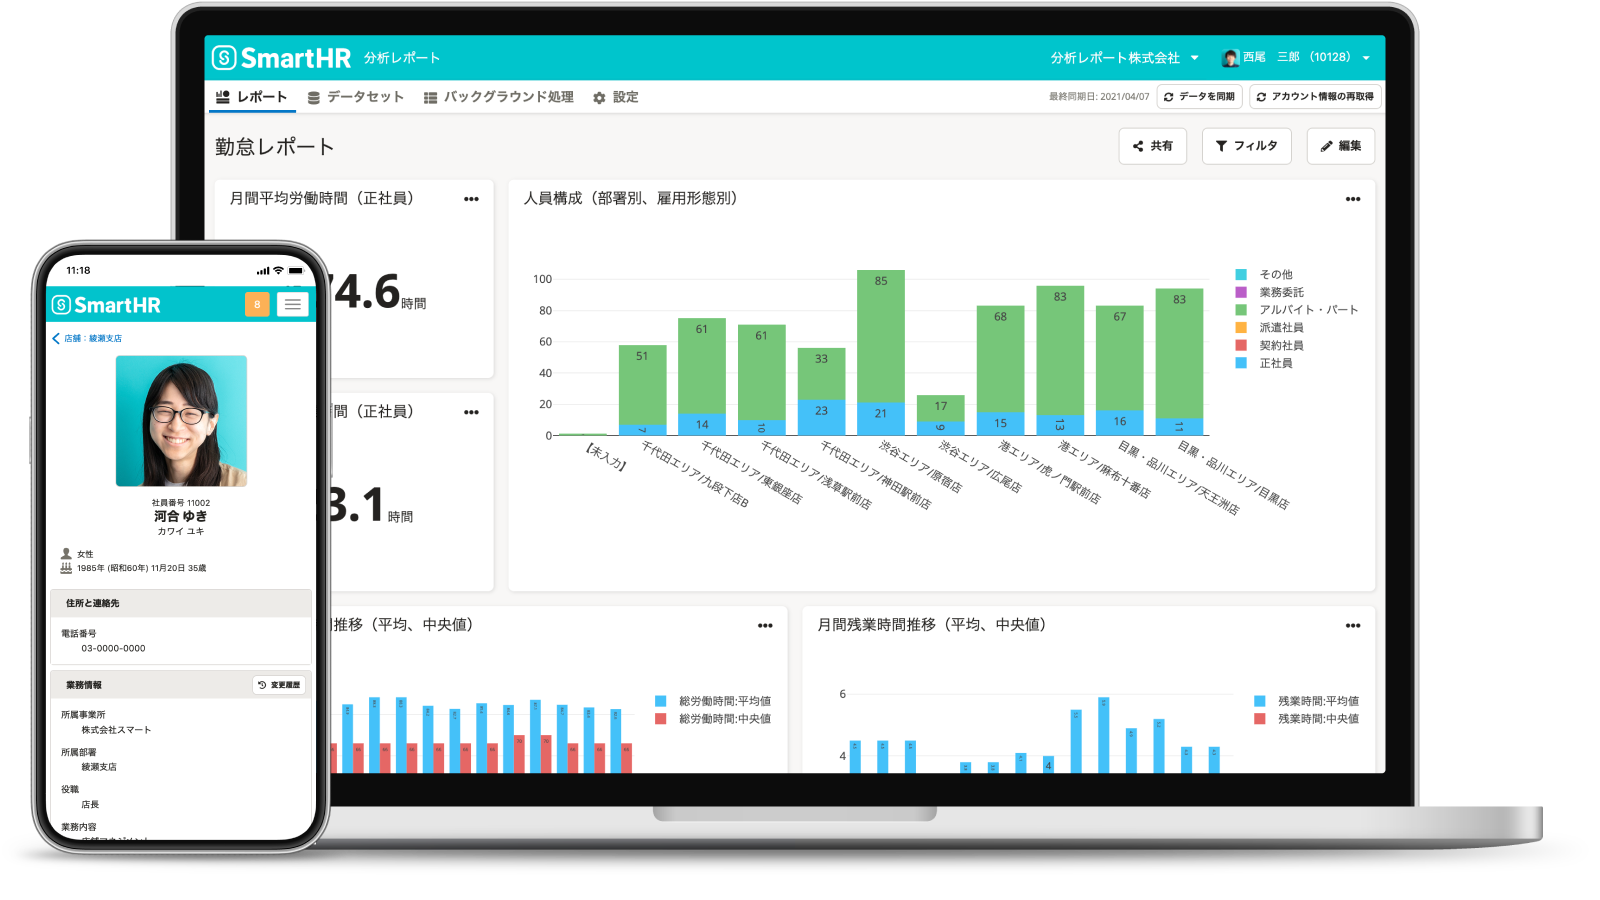 SmartHR 分析レポート
分析レポート株式会社
西尾 三郎 （10128）
レポート データセット バックグラウンド処理 設定
最終同期日: 2021/04/07 データを同期 アカウント情報の再取得
勤怠レポート
共有 フィルタ 編集
月間平均労働時間（正社員）
4.6時間
間（正社員）
3.1時間
人員構成（部署別、雇用形態別）
100
80
60
40
20
0
51
7
61
14
61
10
33
23
85
21
17
9
68
15
83
13
67
16
83
11
【未入力】
千代田エリア/九段下店B
千代田エリア/東銀座店
千代田エリア/浅草駅前店
千代田エリア/神田駅前店
渋谷エリア/原宿店
渋谷エリア/広尾店
港エリア/虎ノ門駅前店
港エリア/麻布十番店
目黒・品川エリア/天王洲店
目黒・品川エリア/目黒店
その他
業務委託
アルバイト・パート
派遣社員
契約社員
正社員
推移（平均、中央値）
総労働時間:平均値
総労働時間:中央値
月間残業時間推移（平均、中央値）
6
4
4
残業時間:平均値
残業時間:中央値
11:18
SmartHR
8
店舗：綾瀬支店
社員番号 11002
河合 ゆき
カワイ ユキ
女性
1985年 (昭和60年) 11月20日 35歳
住所と連絡先
電話番号
03-0000-0000
業務情報 変更履歴
所属事業所
株式会社スマート
所属部署
綾瀬支店
役職
店長
業務内容